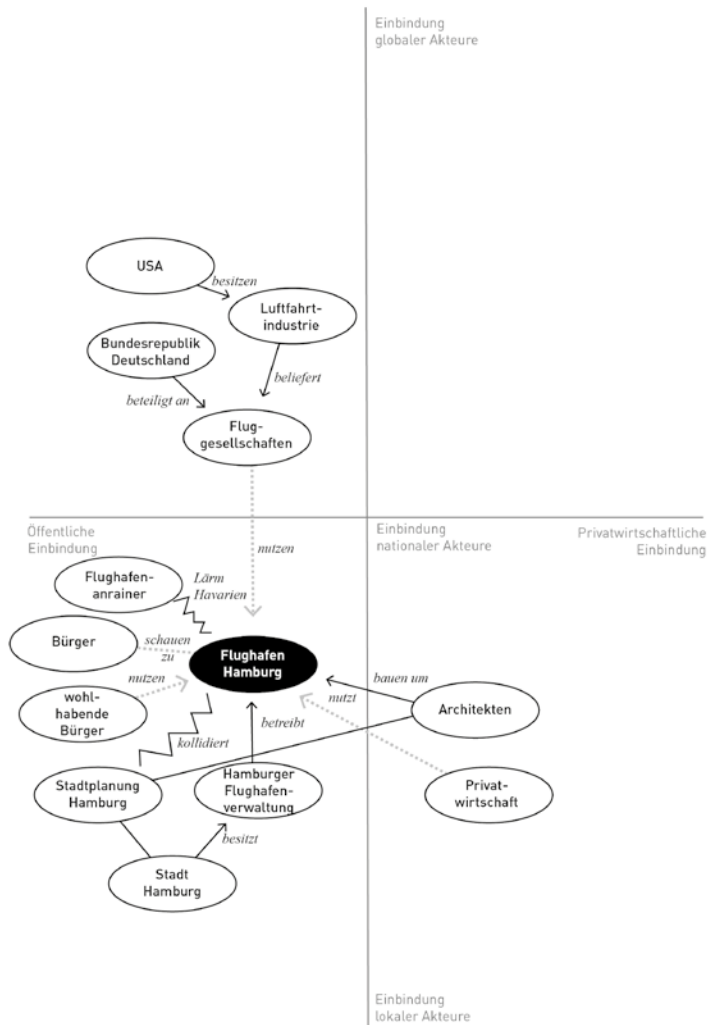 Einbindung
globaler Akteure
USA
besitzen
Luftfahrt-
industrie
Bundesrepublik
Deutschland
beliefert
beteiligt an
Flug-
gesellschaften
Öffentliche
Einbindung
Einbindung
nationaler Akteure
Privatwirtschaftliche
Einbindung
nutzen
Flughafen-
anrainer
Lärm
Havarien
Bürger
schauen
zu
Flughafen
Hamburg
nutzen
bauen um
nutzt
wohl-
habende
Bürger
Architekten
betreibt
kollidiert
Stadtplanung
Hamburg
Hamburger
Flughafen-
verwaltung
Privat-
wirtschaft
besitzt
Stadt
Hamburg
Einbindung
lokaler Akteure